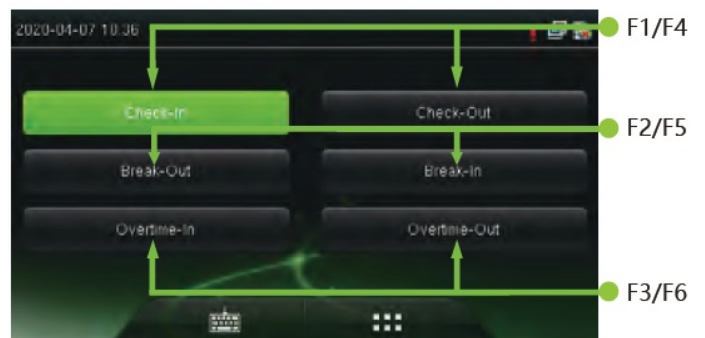 2020-04-07 10:36
F1/F4
Check-In
Check-Out
F2/F5
Break-Out
Break-In
Overtime-In
Overtime-Out
F3/F6